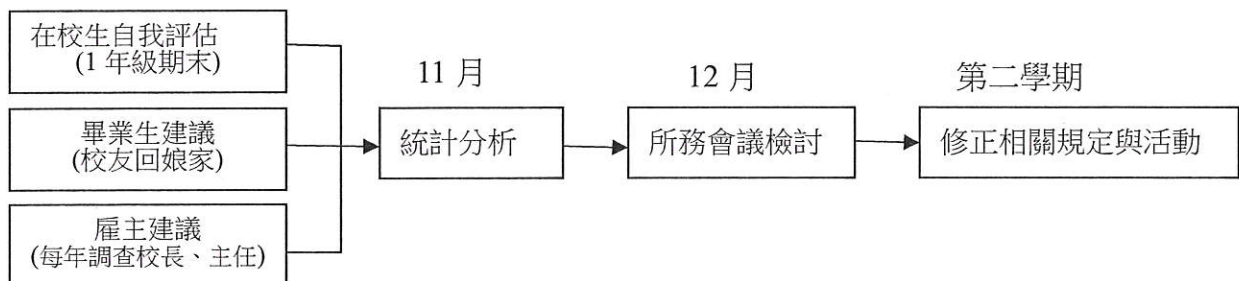 在校生自我評估
(1 年級期末)
畢業生建議
(校友回娘家)
雇主建議
(每年調查校長、主任)
11 月
統計分析
12 月
所務會議檢討
第二學期
修正相關規定與活動